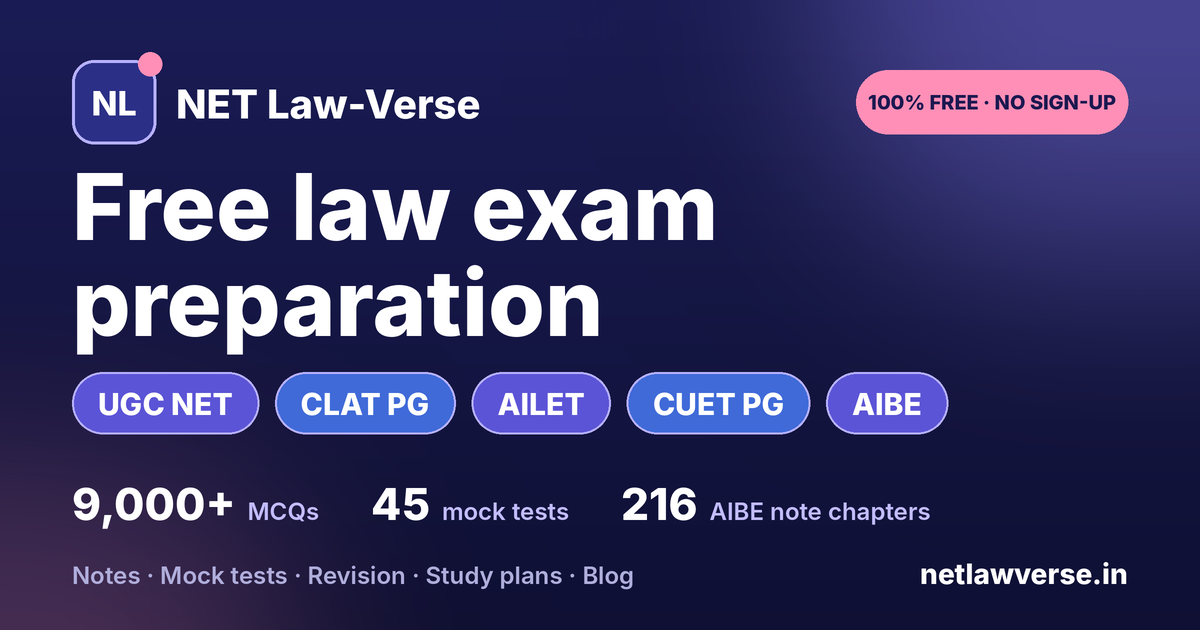 NL
NET Law-Verse
100% FREE · NO SIGN-UP
Free law exam
preparation
UGC NET
CLAT PG
AILET
CUET PG
AIBE
9,000+ MCQs
45 mock tests
216 AIBE note chapters
Notes · Mock tests · Revision · Study plans · Blog
netlawverse.in